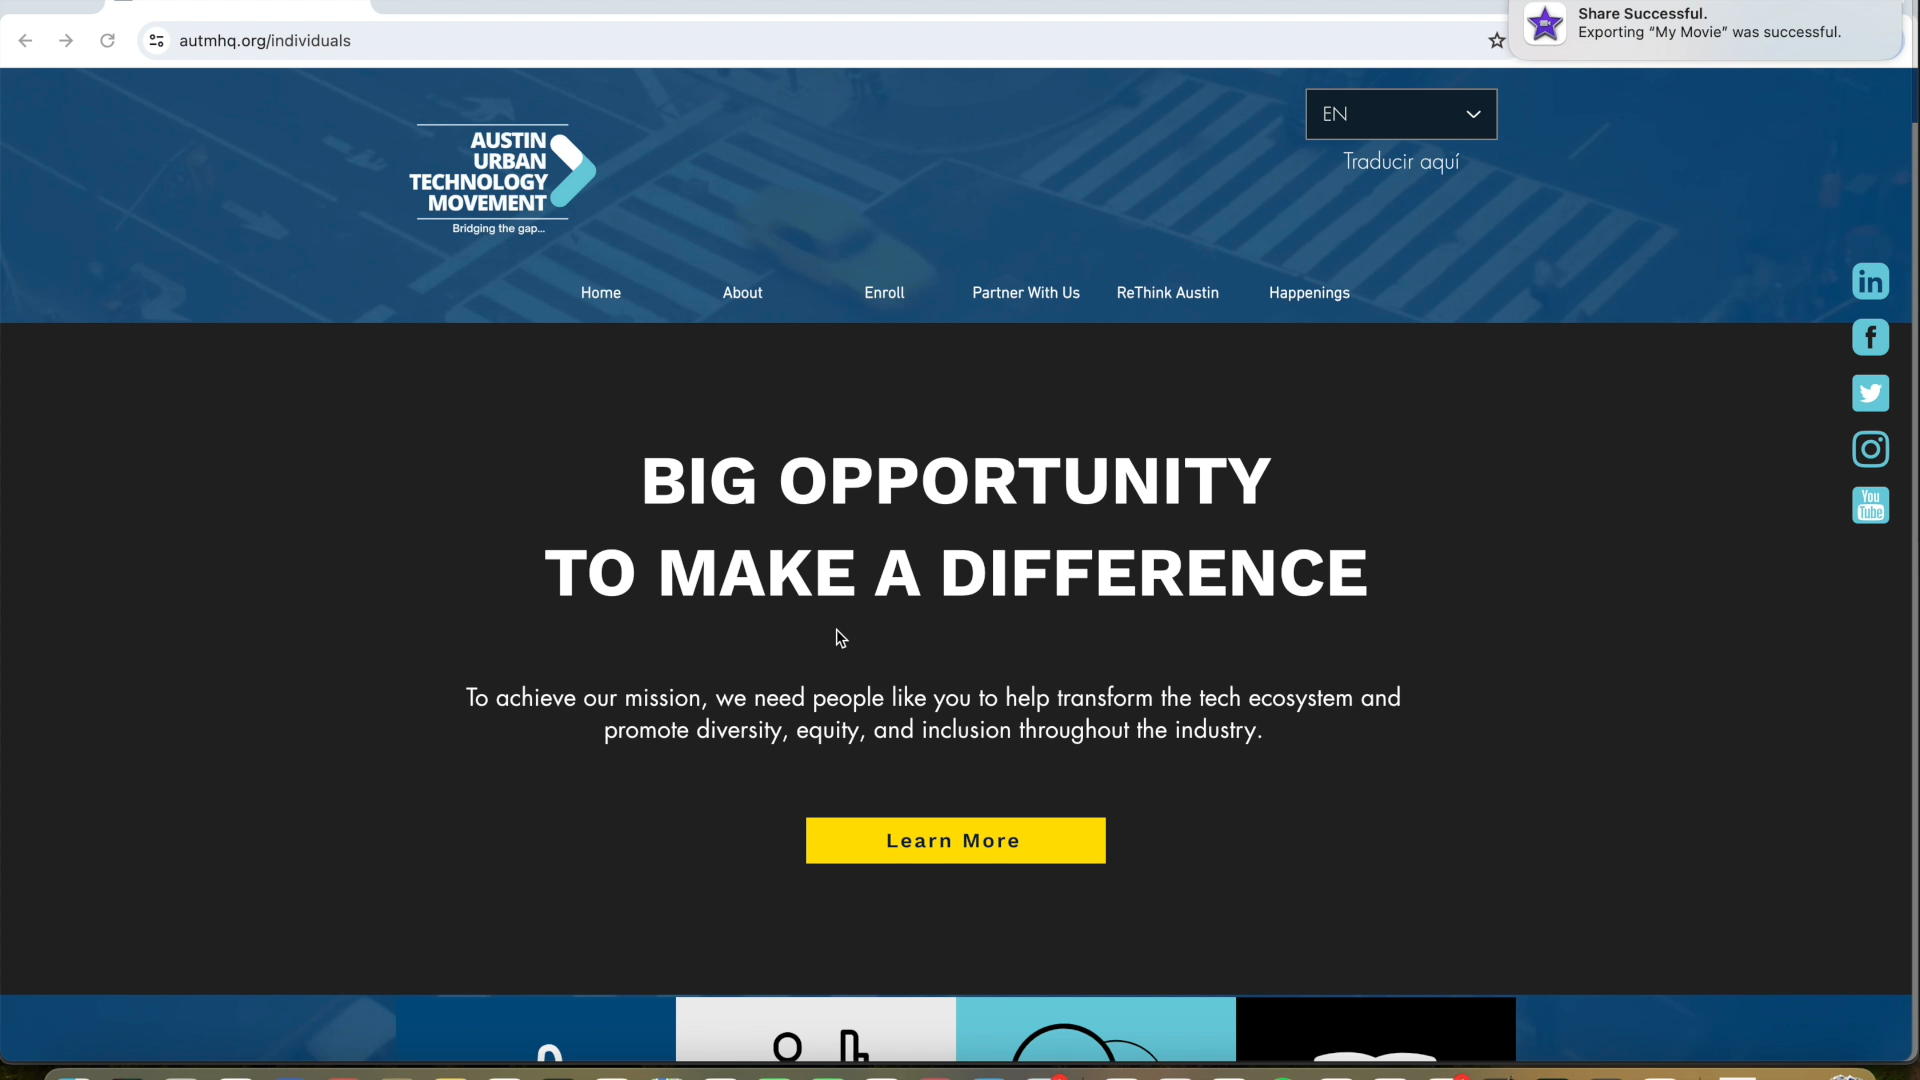 Share Successful.
Exporting “My Movie” was successful.
autmhq.org/individuals
EN
Traducir aquí
AUSTIN
URBAN
TECHNOLOGY
MOVEMENT
Bridging the gap...
Home
About
Enroll
Partner With Us
ReThink Austin
Happenings
in
f
You
Tube
BIG OPPORTUNITY
TO MAKE A DIFFERENCE
To achieve our mission, we need people like you to help transform the tech ecosystem and
promote diversity, equity, and inclusion throughout the industry.
Learn More